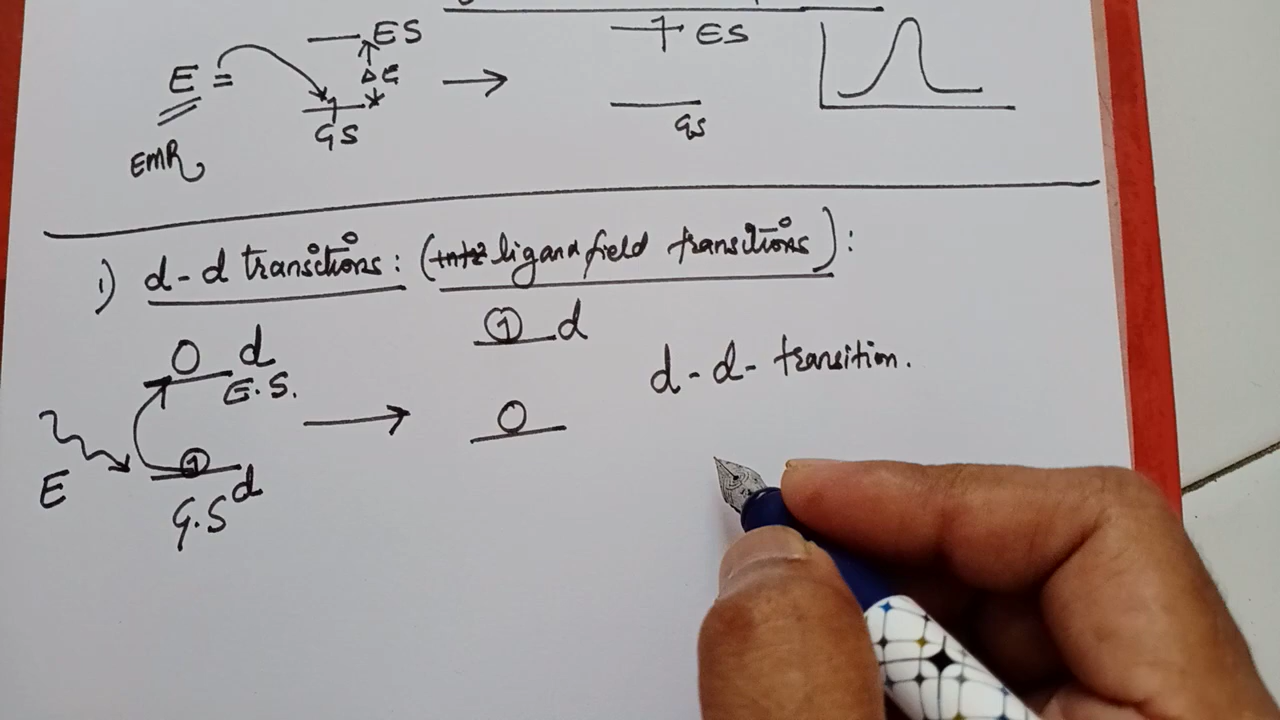 ES
ES
E =
ΔE
GS
GS
EMR
1) d-d transitions: (ligand field transitions):
d
d
E.S.
d-d-transition.
E
d
G.S